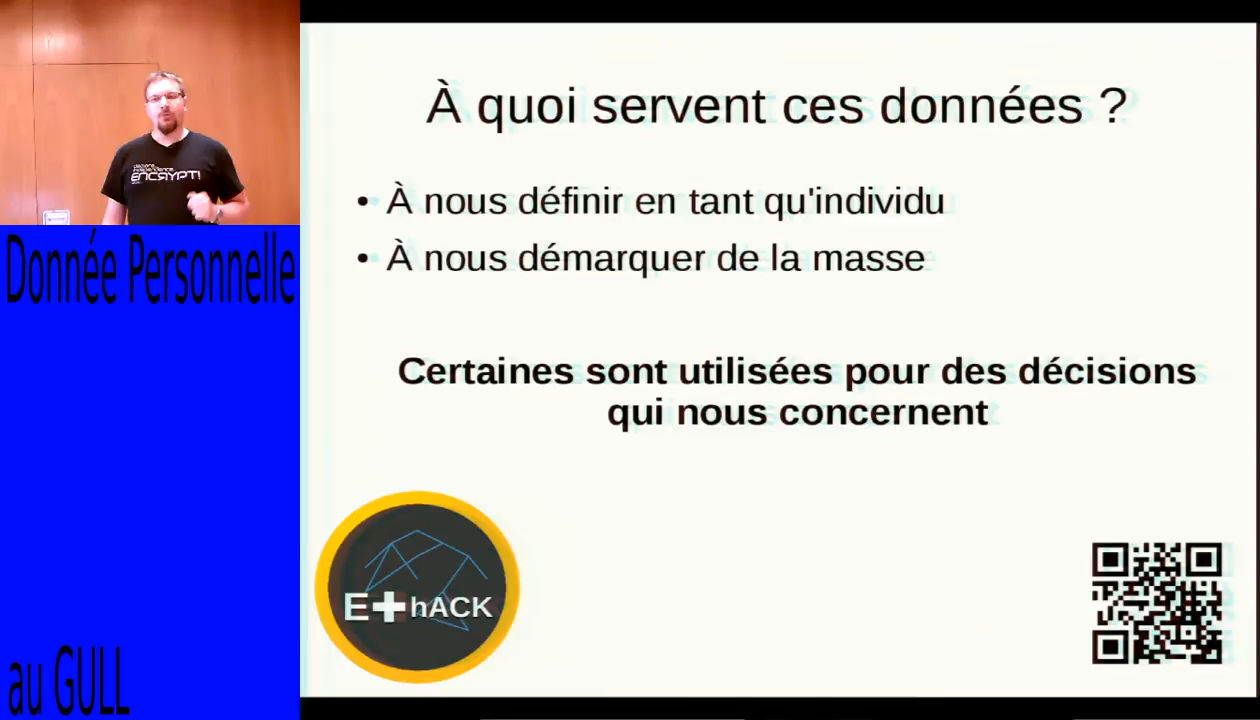 À quoi servent ces données ?
• À nous définir en tant qu'individu
• À nous démarquer de la masse
Certaines sont utilisées pour des décisions
qui nous concernent
E+hACK
ENCRYPT!
Donnée Personnelle
au GULL